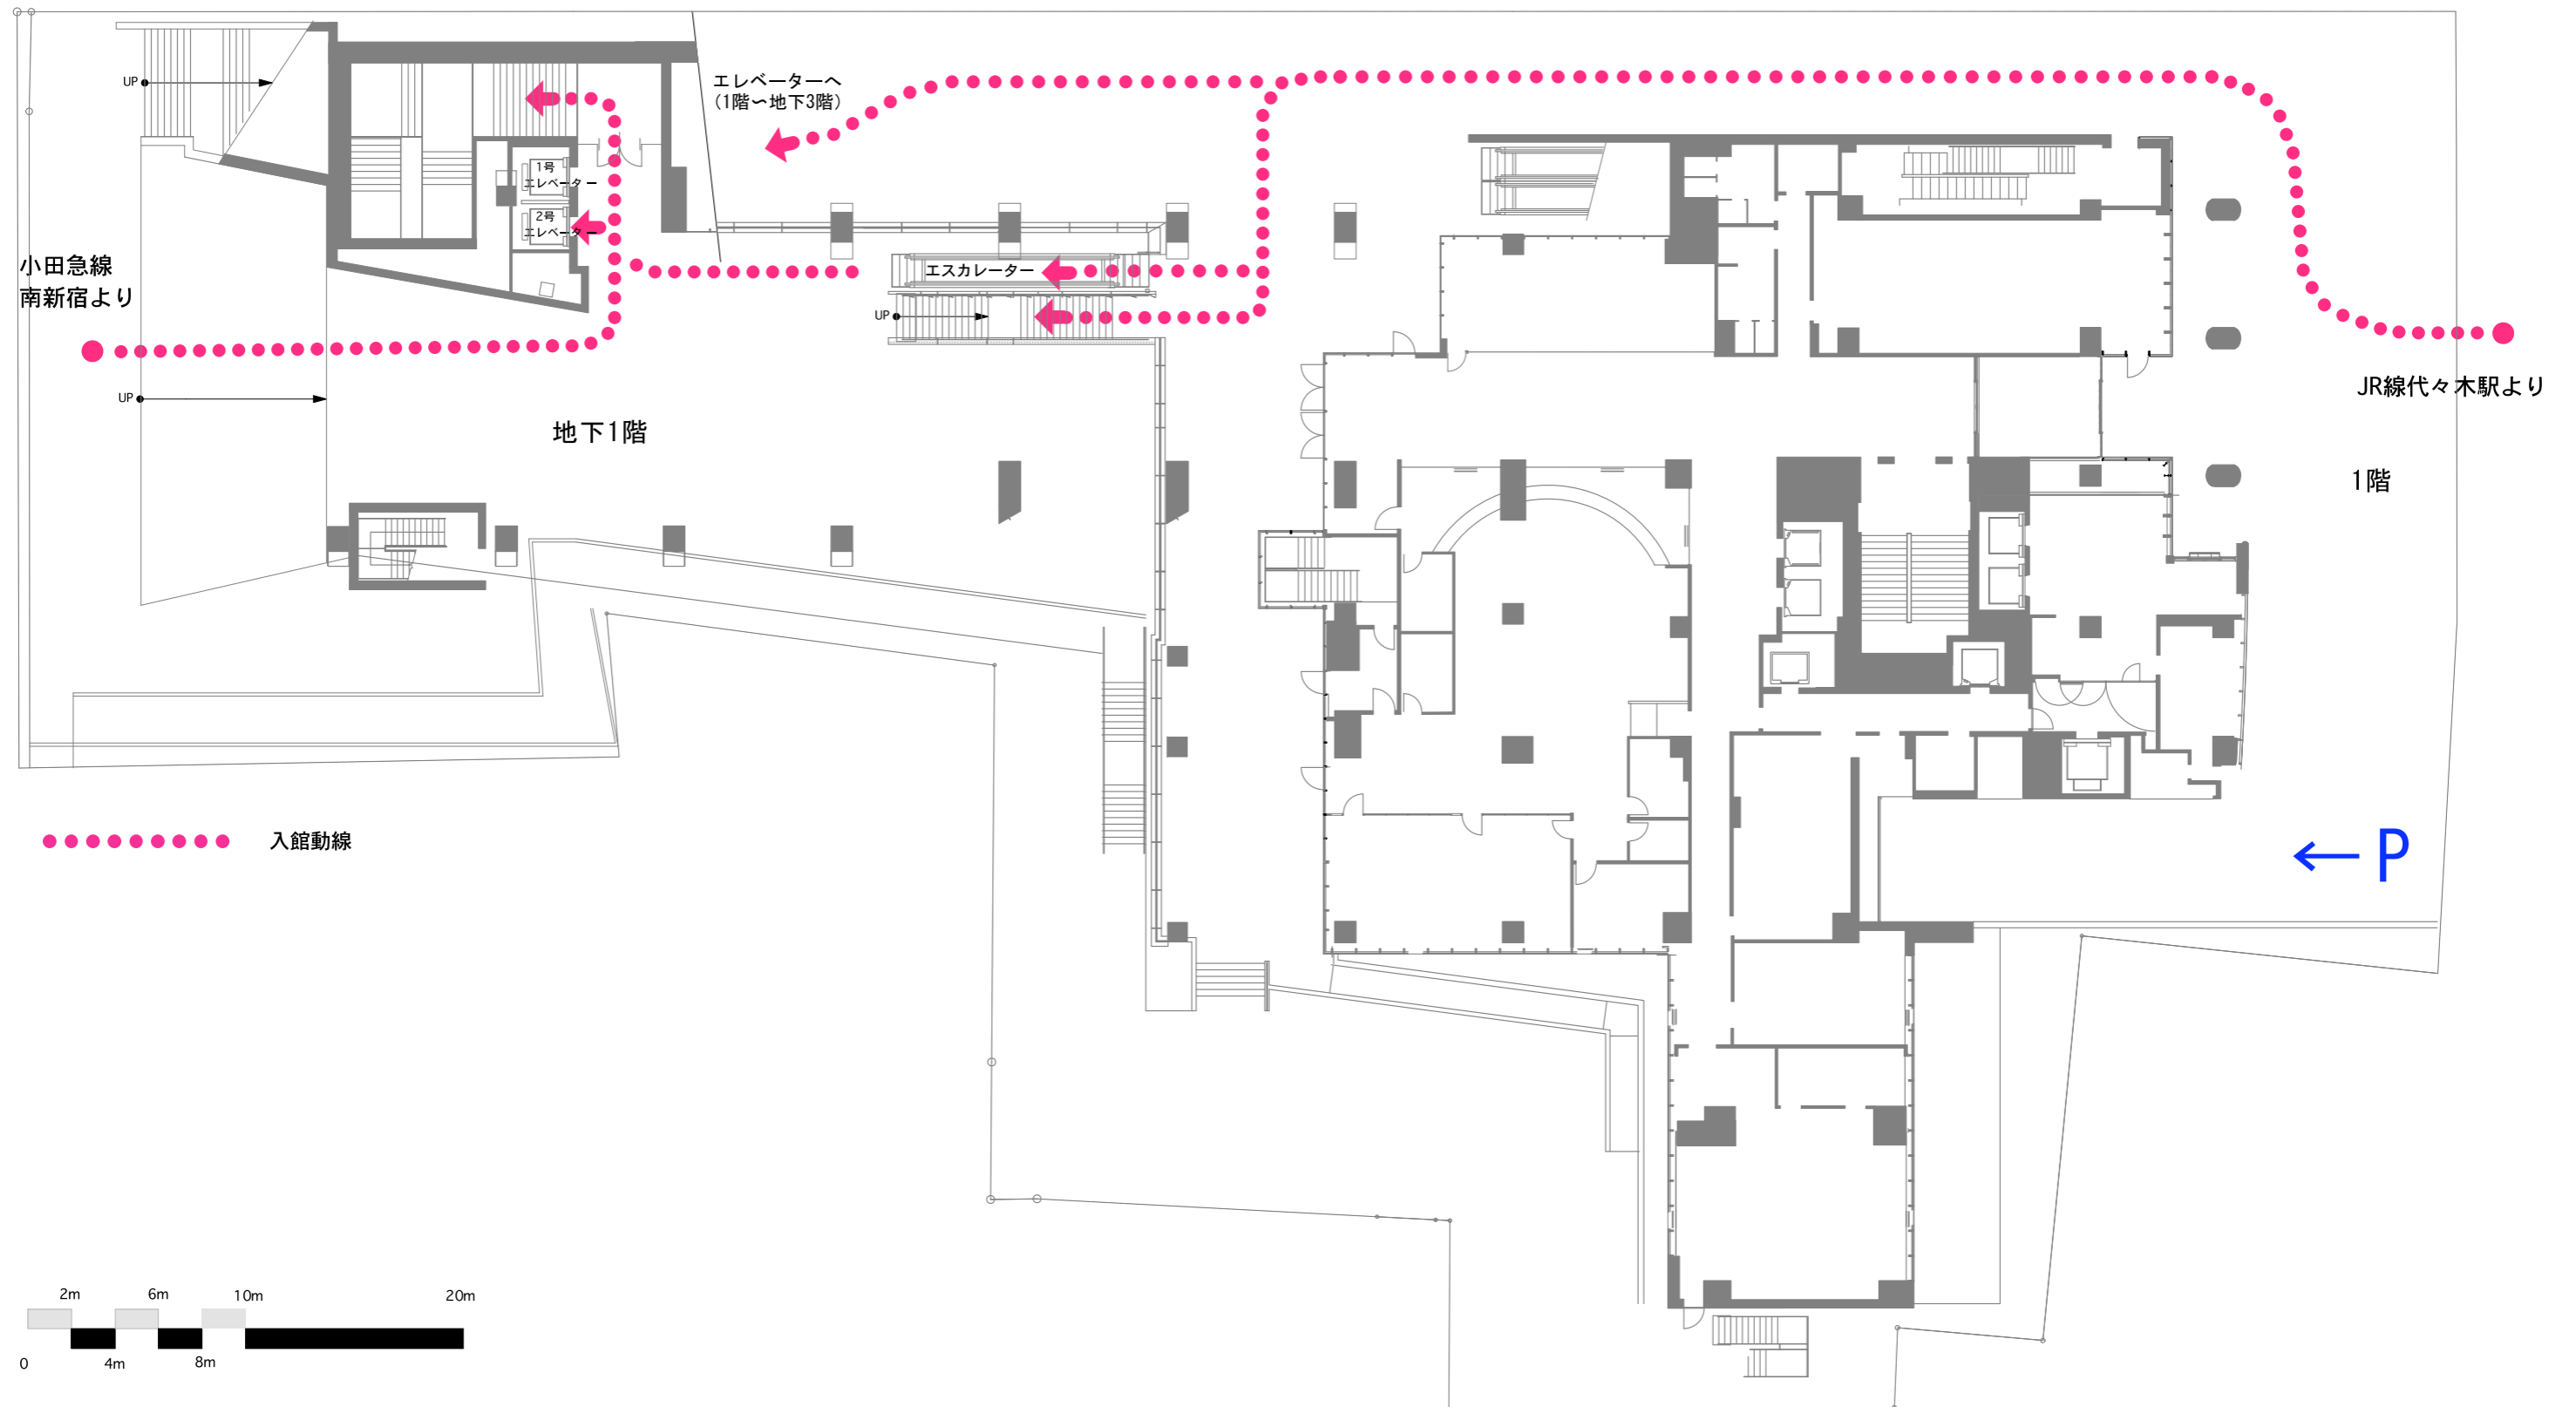 UP
エレベーターへ
(1階〜地下3階)
1号
エレベーター
2号
エレベーター
小田急線
南新宿より
エスカレーター
UP
UP
地下1階
JR線代々木駅より
1階
入館動線
←P
2m
6m
10m
20m
0
4m
8m